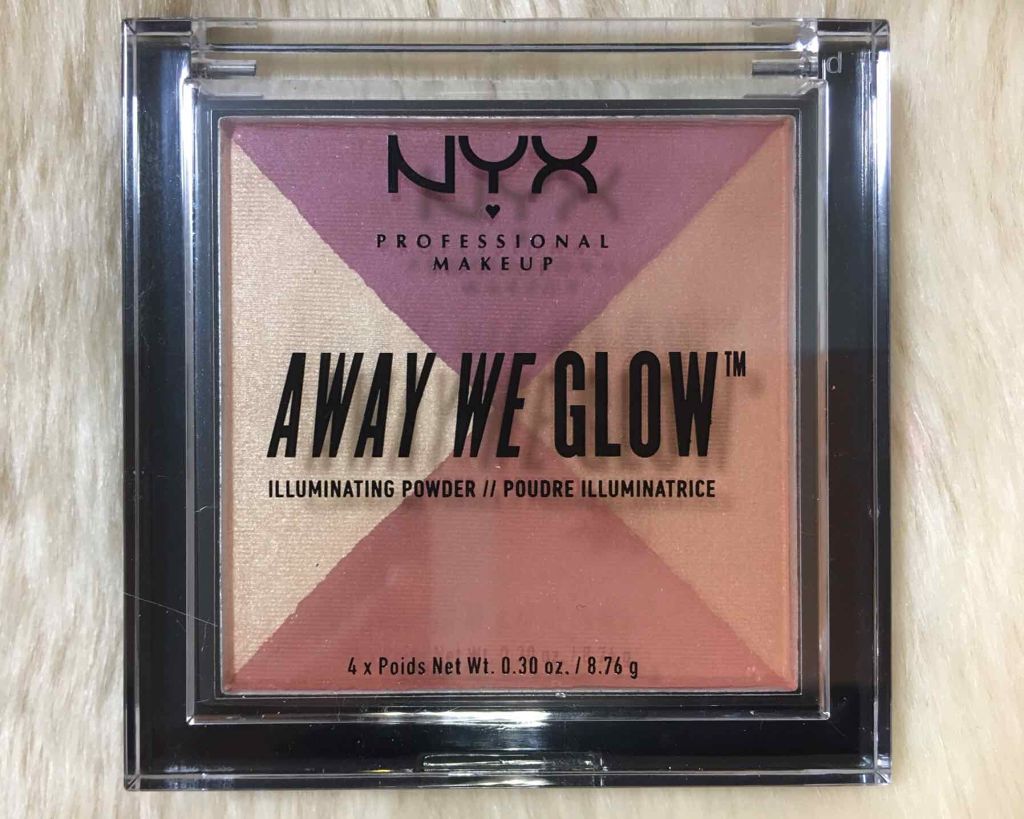 NYX
PROFESSIONAL
MAKEUP
AWAY WE GLOW™
ILLUMINATING POWDER // POUDRE ILLUMINATRICE
4 x Poids Net Wt. 0.30 oz. / 8.76 g